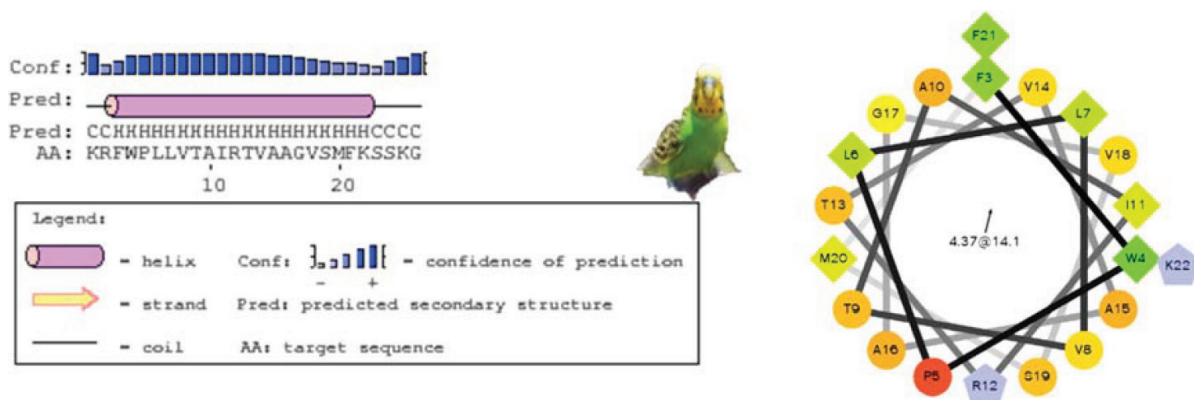 Conf:
Pred:
Pred: CCHHHHHHHHHHHHHHHHHHHHCCCC
AA: KRFWPLLVTAIRTVAAGVSMFKSSKG
10 20
Legend:
= helix Conf: - + = confidence of prediction
= strand Pred: predicted secondary structure
= coil AA: target sequence
F21
F3
A10 V14
G17 L7
L6 V18
T13 I11
4.37@14.1
M20 W4 K22
T9 A15
A16 V8
P5 R12 S19